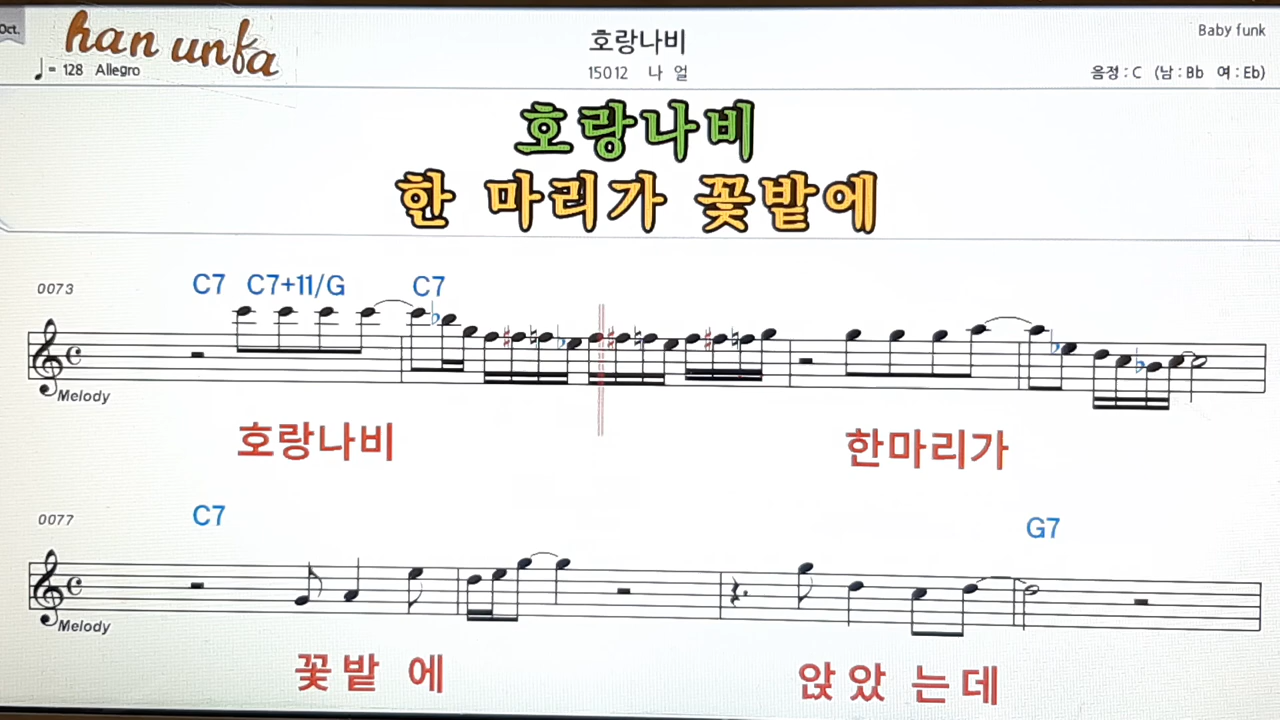 Oct.
han unfa
♩= 128 Allegro
호랑나비
15012 나 얼
Baby funk
음정 : C (남 : Bb 여 : Eb)
호랑나비
한 마리가 꽃밭에
0073
C7 C7+11/G C7
Melody
호랑나비 한마리가
0077
C7 G7
Melody
꽃 밭 에 앉 았 는 데